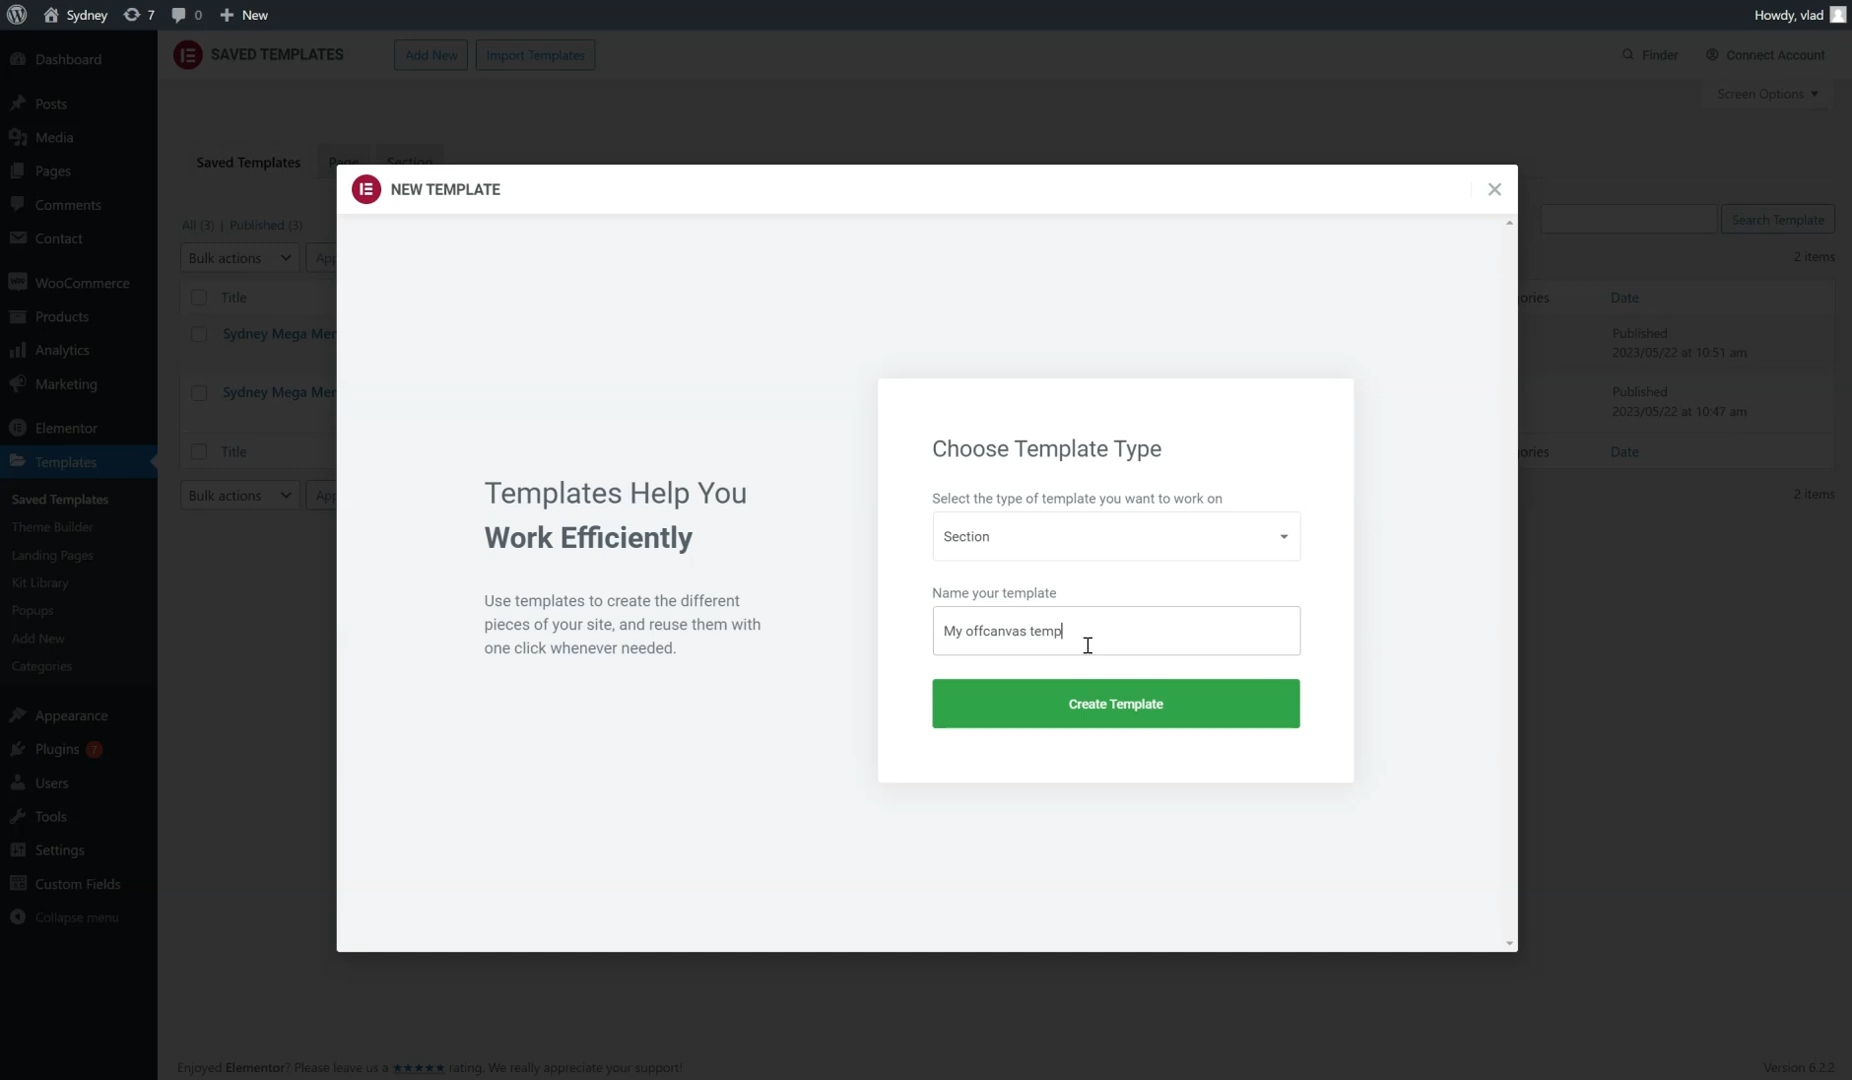 Sydney
7
0
New
Howdy, vlad
Dashboard
Posts
Media
Pages
Comments
Contact
WooCommerce
Products
Analytics
Marketing
Elementor
Templates
Saved Templates
Theme Builder
Landing Pages
Kit Library
Popups
Add New
Categories
Appearance
Plugins 7
Users
Tools
Settings
Custom Fields
Collapse menu
SAVED TEMPLATES
Add New
Import Templates
Finder
Connect Account
Screen Options
Saved Templates
Page
Section
All (3) | Published (3)
Search Template
Bulk actions
App
2 items
Title
ories
Date
Sydney Mega Mer
Published
2023/05/22 at 10:51 am
Sydney Mega Mer
Published
2023/05/22 at 10:47 am
Title
ories
Date
Bulk actions
App
2 items
NEW TEMPLATE
Templates Help You
Work Efficiently
Use templates to create the different
pieces of your site, and reuse them with
one click whenever needed.
Choose Template Type
Select the type of template you want to work on
Section
Name your template
My offcanvas temp
Create Template
Enjoyed Elementor? Please leave us a ★★★★★ rating. We really appreciate your support!
Version 6.2.2